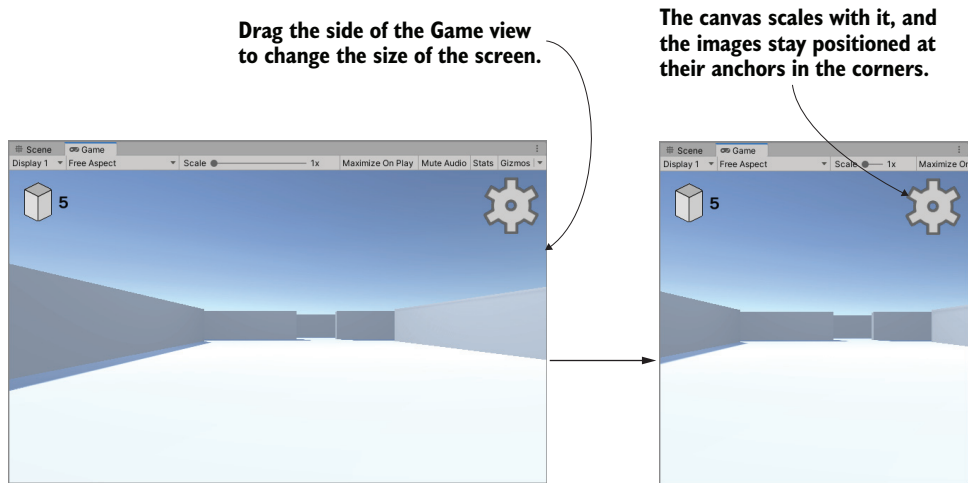 Drag the side of the Game view
to change the size of the screen.
The canvas scales with it, and
the images stay positioned at
their anchors in the corners.
Scene Game
Display 1 Free Aspect Scale 1x Maximize On Play Mute Audio Stats Gizmos
5
Scene Game
Display 1 Free Aspect Scale 1x Maximize On
5